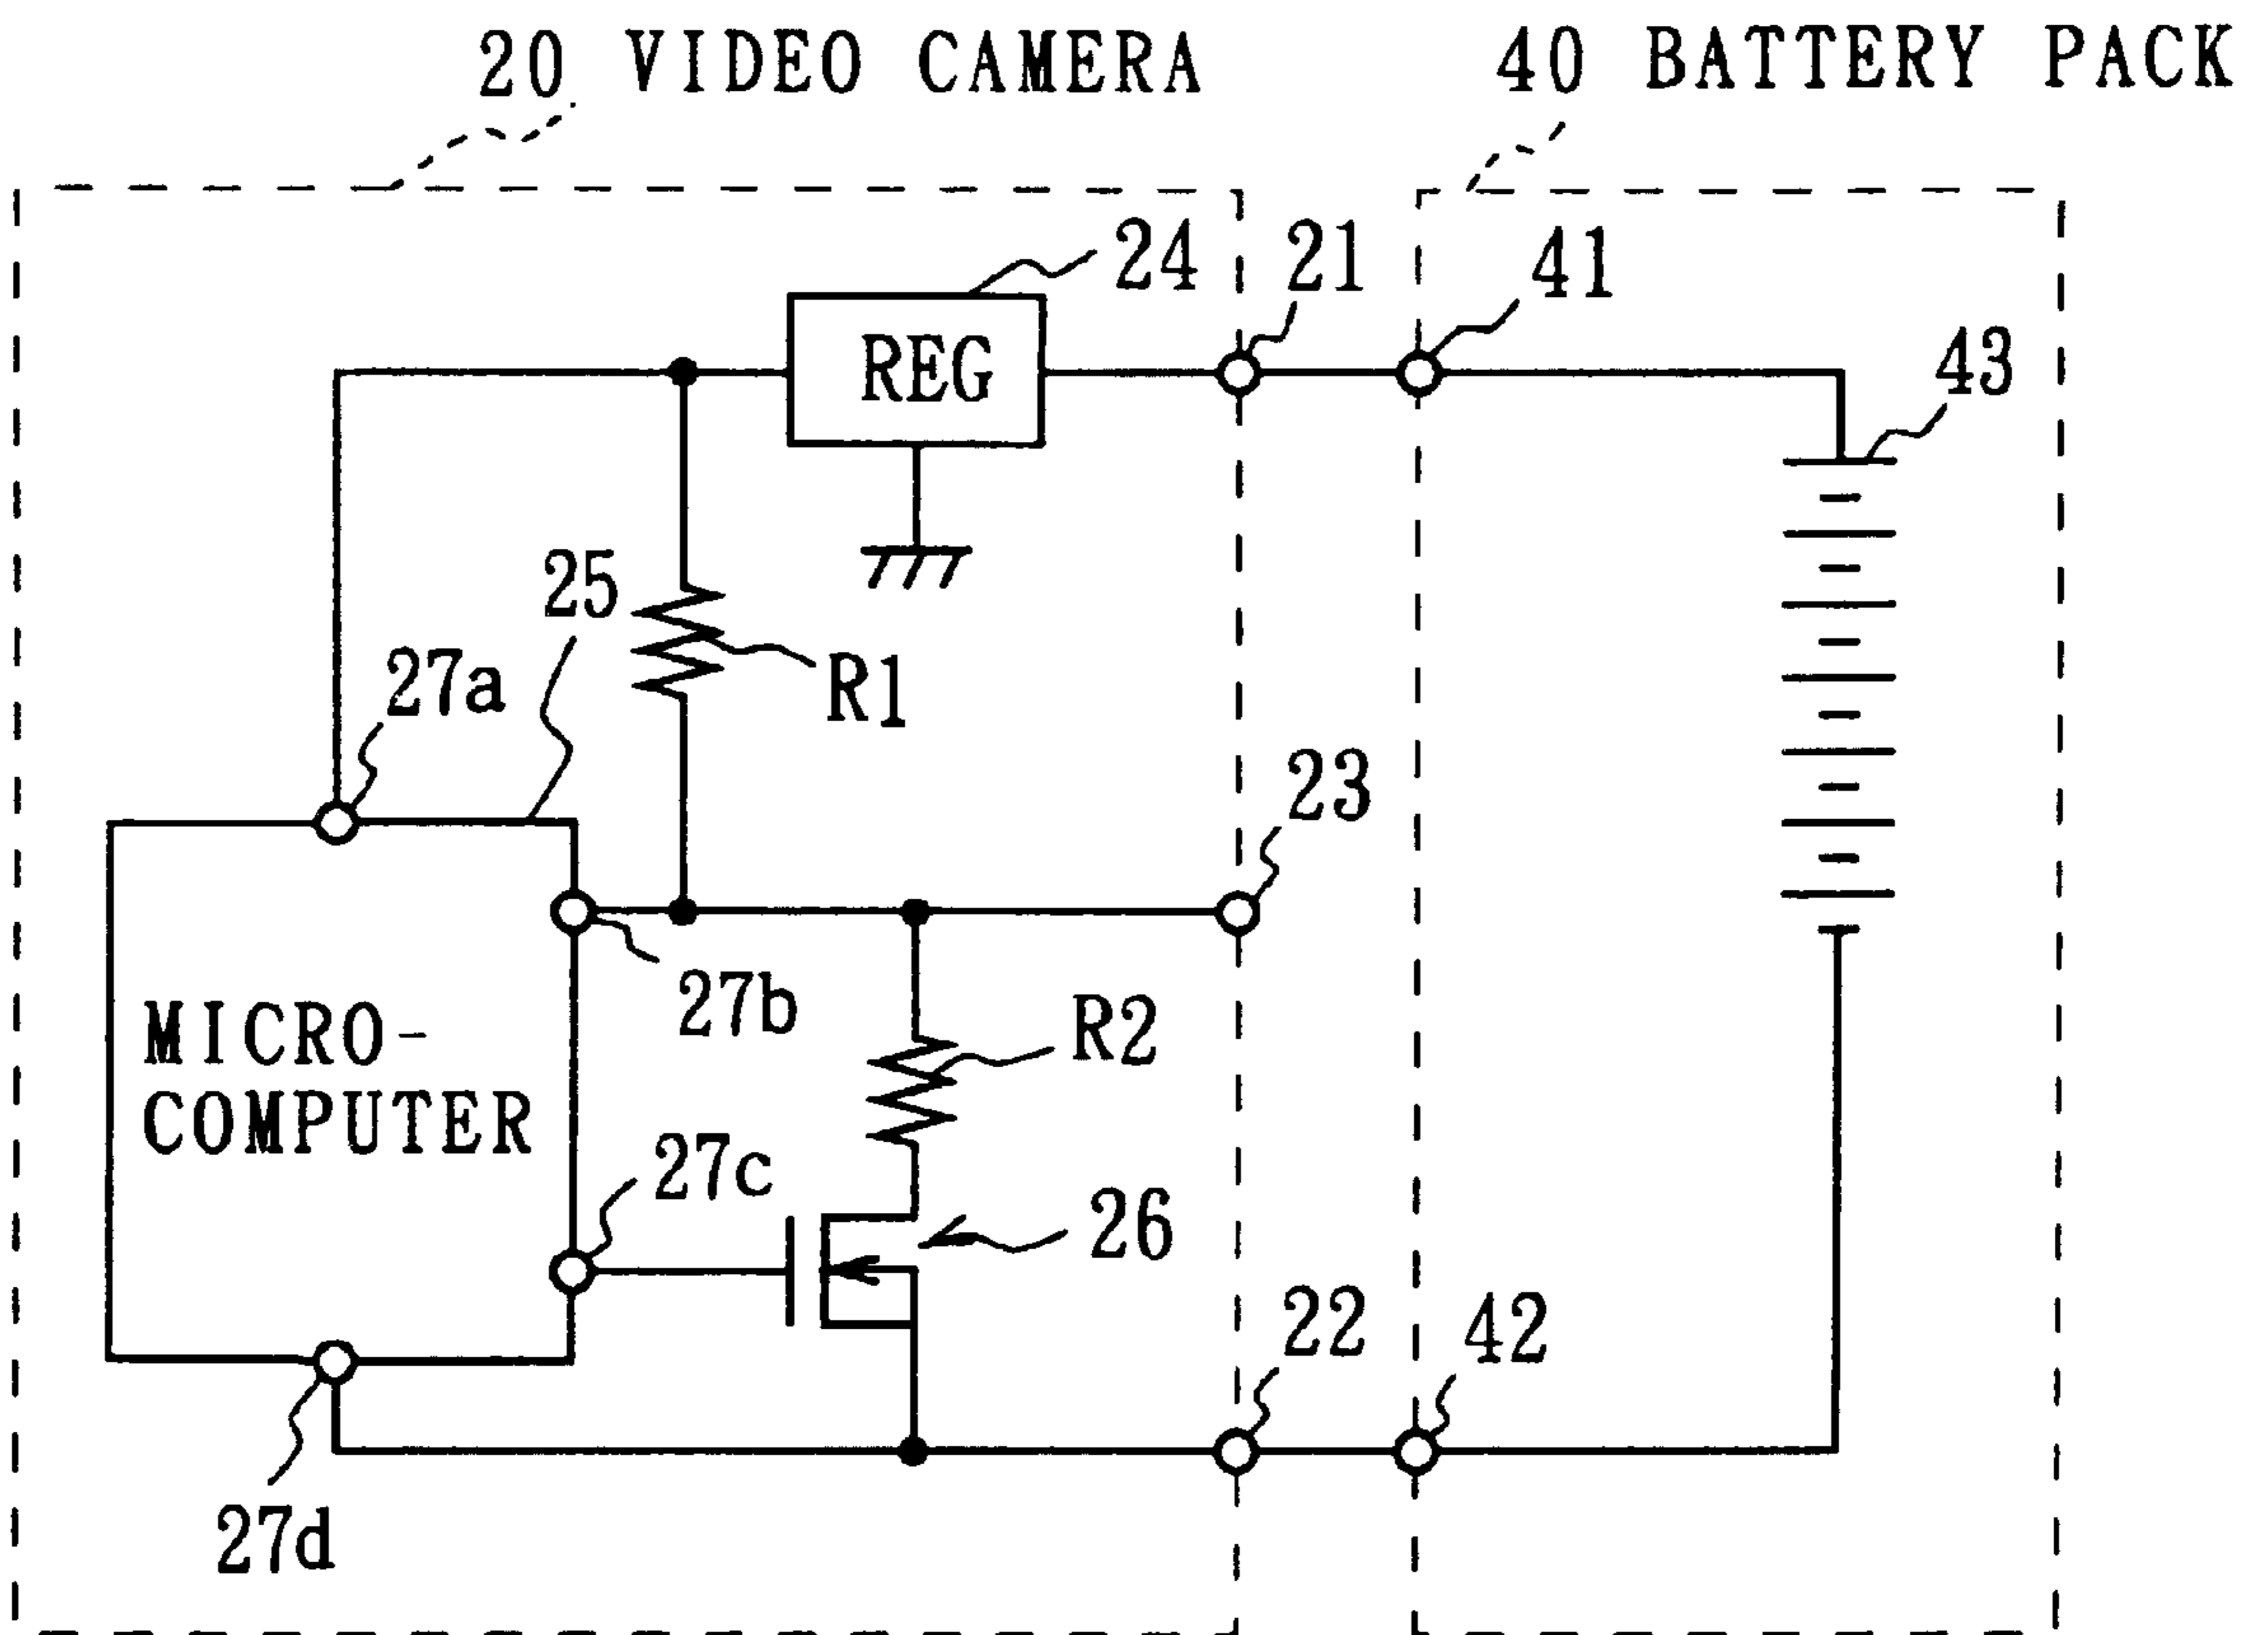 20 VIDEO CAMERA
40 BATTERY PACK
24
21
41
REG
43
25
27a
R1
23
27b
R2
MICRO-
COMPUTER
27c
26
22
42
27d